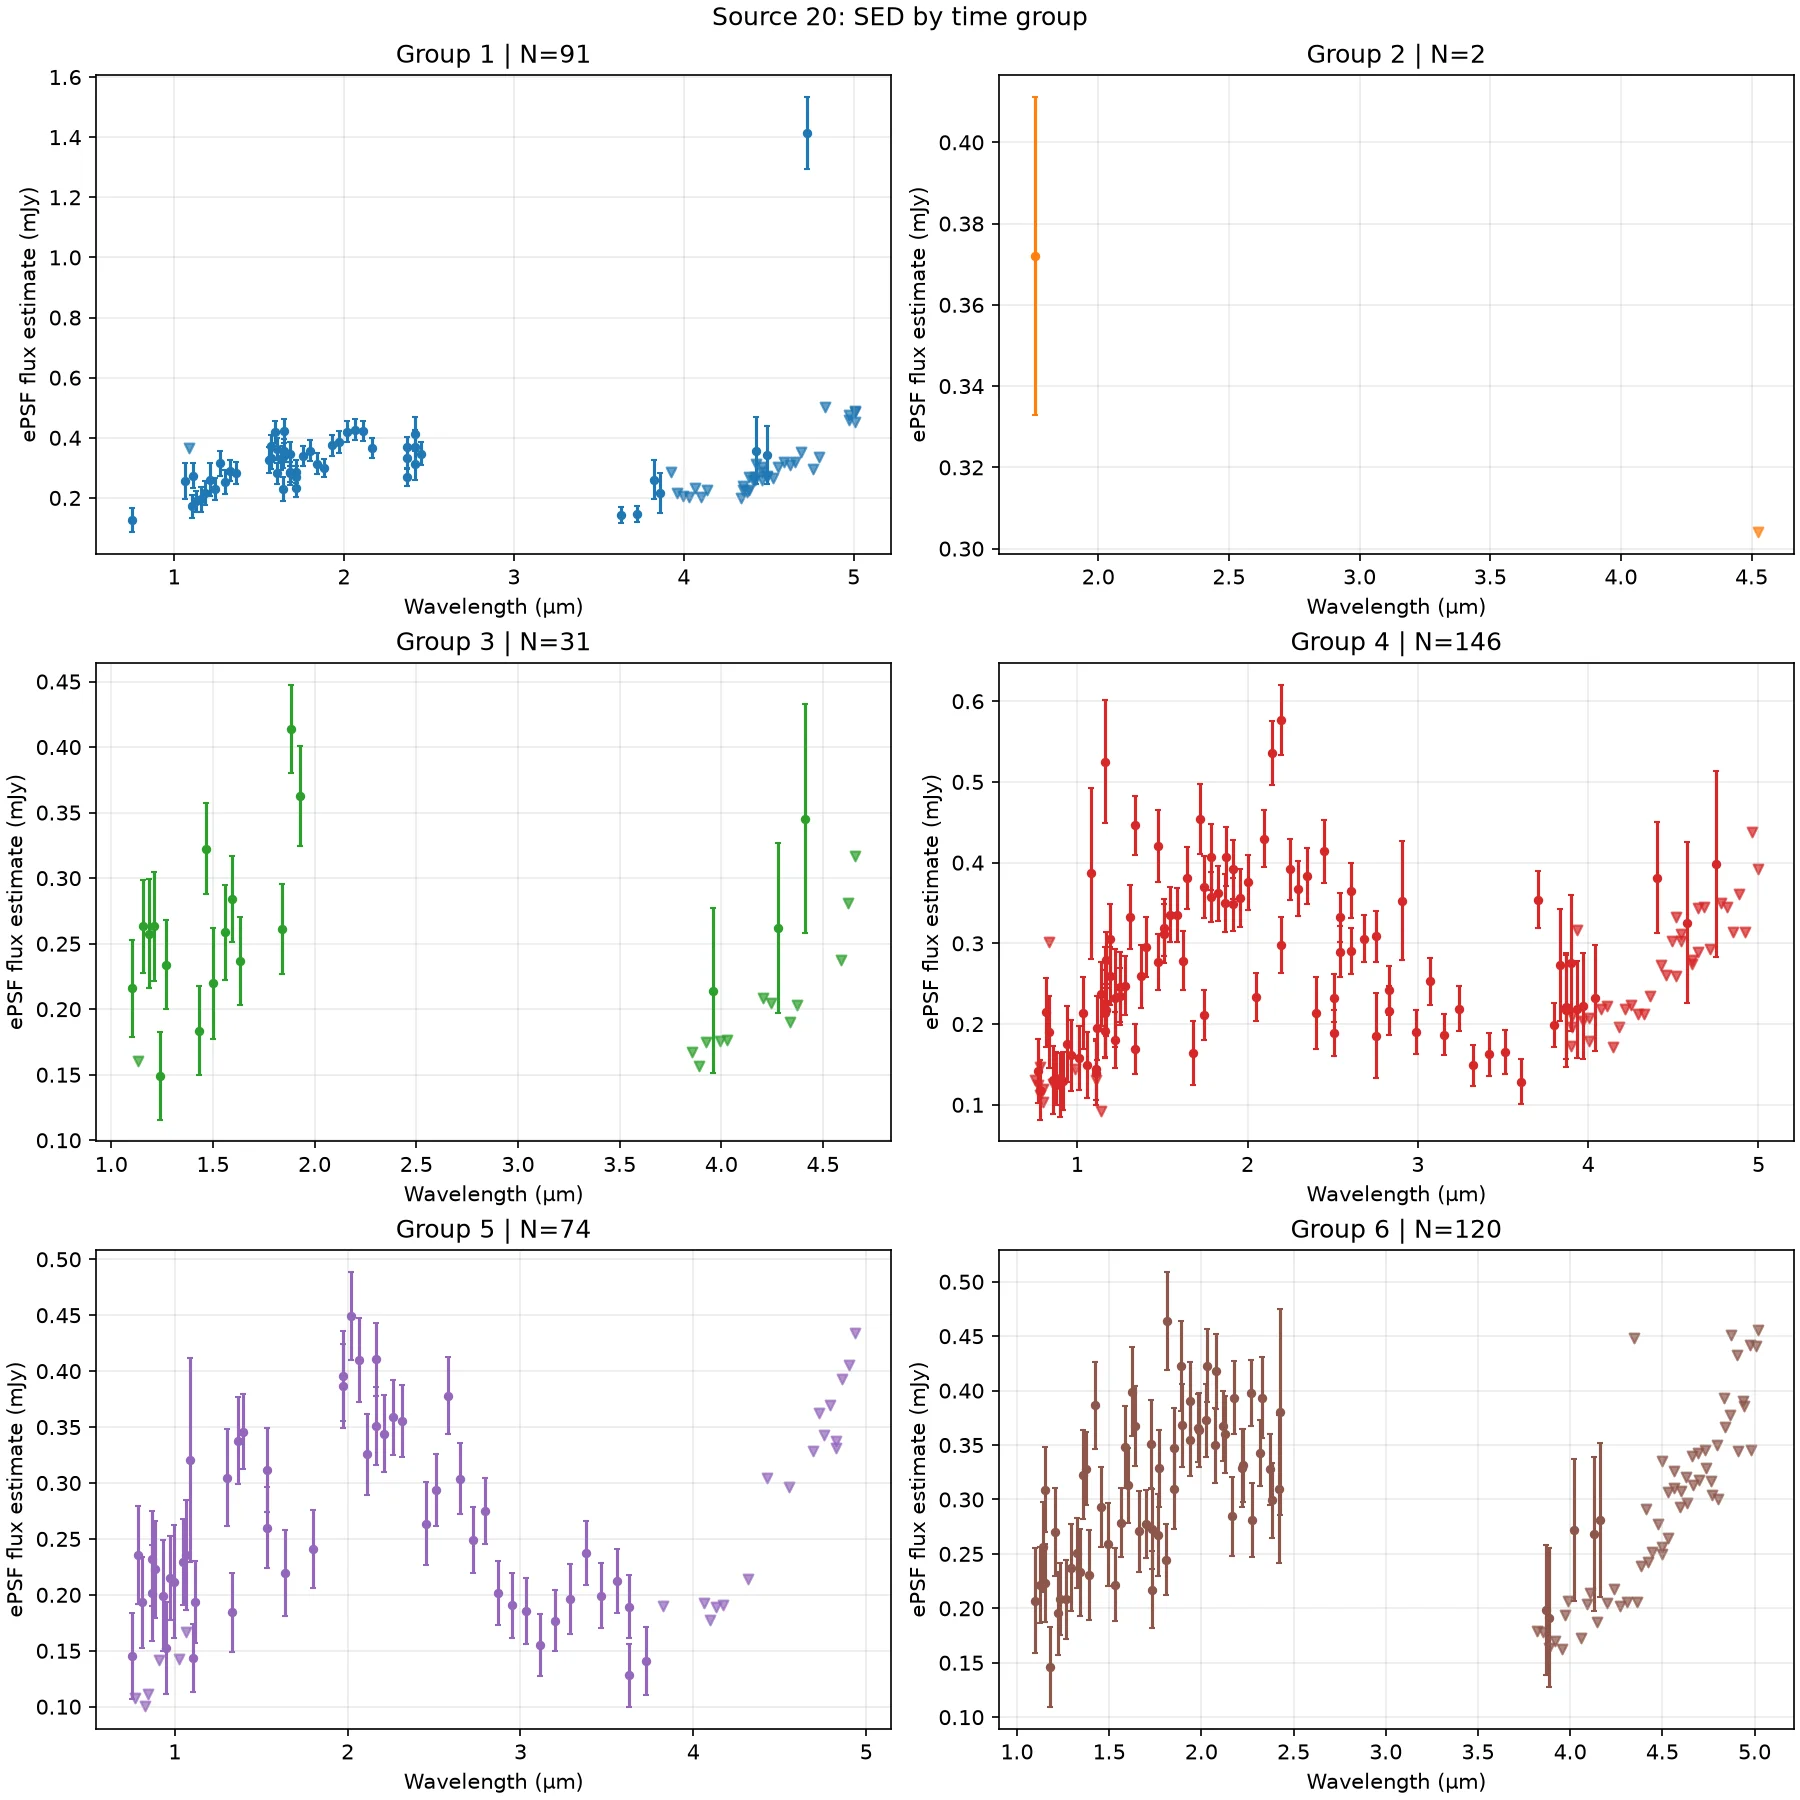 Source 20: SED by time group
Group 1 | N=91
1.6
1.4
1.2
1.0
0.8
0.6
0.4
0.2
ePSF flux estimate (mJy)
1 2 3 4 5
Wavelength (μm)
Group 2 | N=2
0.40
0.38
0.36
0.34
0.32
0.30
ePSF flux estimate (mJy)
2.0 2.5 3.0 3.5 4.0 4.5
Wavelength (μm)
Group 3 | N=31
0.45
0.40
0.35
0.30
0.25
0.20
0.15
0.10
ePSF flux estimate (mJy)
1.0 1.5 2.0 2.5 3.0 3.5 4.0 4.5
Wavelength (μm)
Group 4 | N=146
0.6
0.5
0.4
0.3
0.2
0.1
ePSF flux estimate (mJy)
1 2 3 4 5
Wavelength (μm)
Group 5 | N=74
0.50
0.45
0.40
0.35
0.30
0.25
0.20
0.15
0.10
ePSF flux estimate (mJy)
1 2 3 4 5
Wavelength (μm)
Group 6 | N=120
0.50
0.45
0.40
0.35
0.30
0.25
0.20
0.15
0.10
ePSF flux estimate (mJy)
1.0 1.5 2.0 2.5 3.0 3.5 4.0 4.5 5.0
Wavelength (μm)